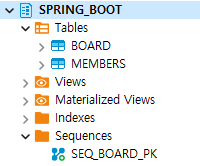 SPRING_BOOT
Tables
BOARD
MEMBERS
Views
Materialized Views
Indexes
Sequences
SEQ_BOARD_PK